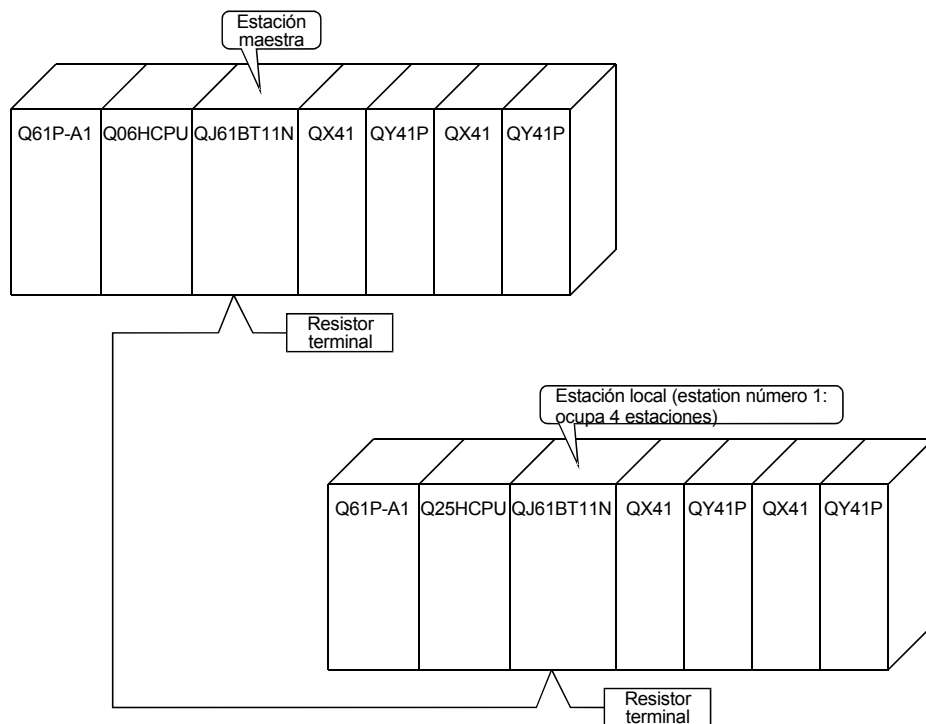 Estación
maestra
Q61P-A1 Q06HCPU QJ61BT11N QX41 QY41P QX41 QY41P
Resistor
terminal
Estación local (estation número 1:
ocupa 4 estaciones)
Q61P-A1 Q25HCPU QJ61BT11N QX41 QY41P QX41 QY41P
Resistor
terminal